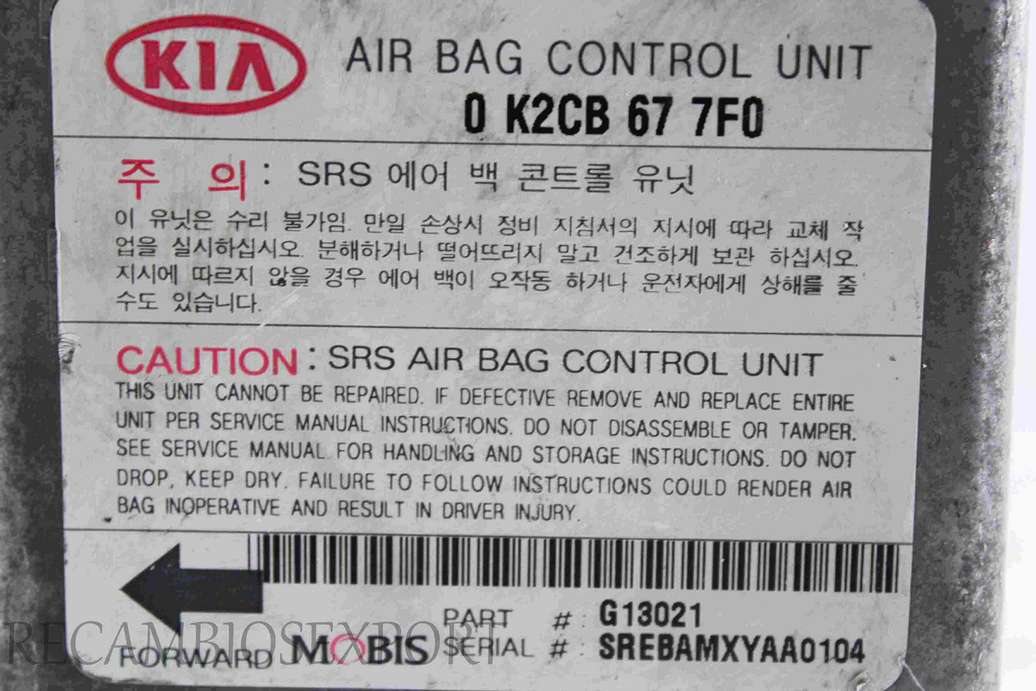 KIA AIR BAG CONTROL UNIT
0 K2CB 67 7F0
주 의 : SRS 에어 백 콘트롤 유닛
이 유닛은 수리 불가임. 만일 손상시 정비 지침서의 지시에 따라 교체 작
업을 실시하십시오. 분해하거나 떨어뜨리지 말고 건조하게 보관 하십시오.
지시에 따르지 않을 경우 에어 백이 오작동 하거나 운전자에게 상해를 줄
수도 있습니다.
CAUTION : SRS AIR BAG CONTROL UNIT
THIS UNIT CANNOT BE REPAIRED. IF DEFECTIVE REMOVE AND REPLACE ENTIRE
UNIT PER SERVICE MANUAL INSTRUCTIONS. DO NOT DISASSEMBLE OR TAMPER.
SEE SERVICE MANUAL FOR HANDLING AND STORAGE INSTRUCTIONS. DO NOT
DROP, KEEP DRY. FAILURE TO FOLLOW INSTRUCTIONS COULD RENDER AIR
BAG INOPERATIVE AND RESULT IN DRIVER INJURY.
PART # : G13021
FORWARD MOBIS SERIAL # : SREBAMXYAA0104
RECAMBIOSEXPORT